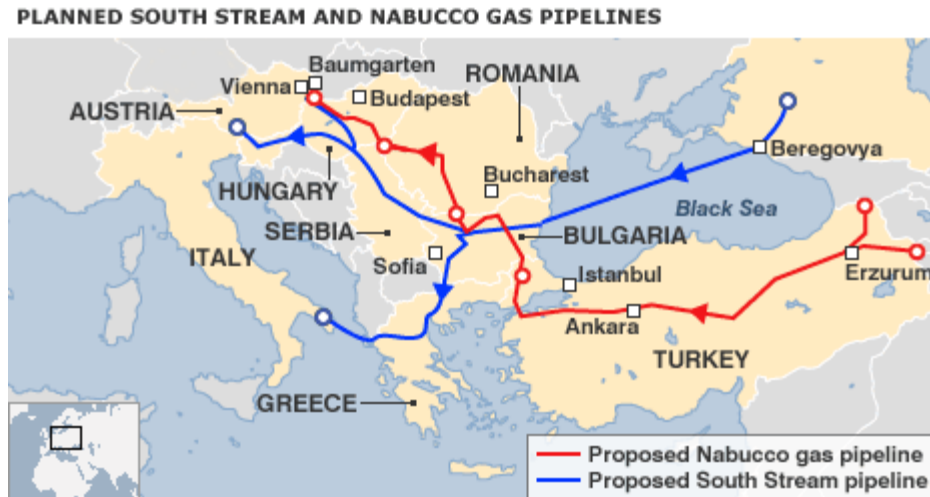 PLANNED SOUTH STREAM AND NABUCCO GAS PIPELINES
Baumgarten
Vienna
ROMANIA
Budapest
AUSTRIA
Beregovya
HUNGARY
Bucharest
Black Sea
SERBIA
BULGARIA
ITALY
Sofia
Istanbul
Erzurum
Ankara
TURKEY
GREECE
Proposed Nabucco gas pipeline
Proposed South Stream pipeline